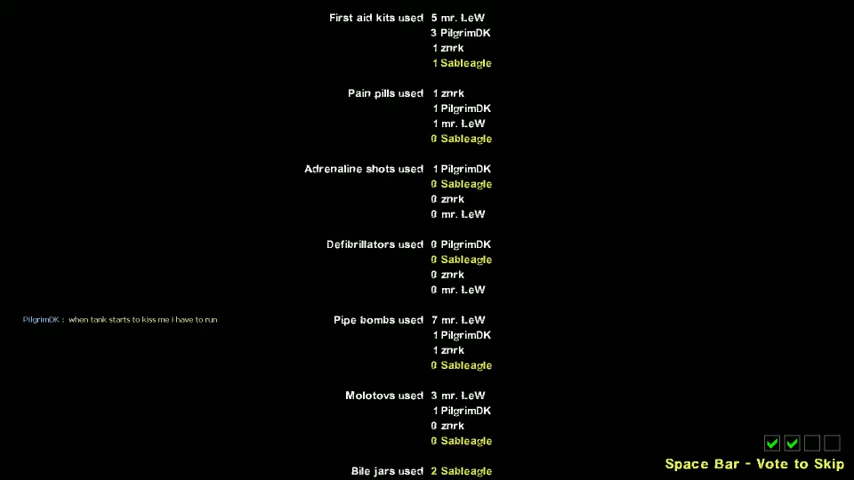 First aid kits used 5 mr. LeW
3 PilgrimDK
1 znrk
1 Sableagle
Pain pills used 1 znrk
1 PilgrimDK
1 mr. LeW
0 Sableagle
Adrenaline shots used 1 PilgrimDK
0 Sableagle
0 znrk
0 mr. LeW
Defibrillators used 0 PilgrimDK
0 Sableagle
0 znrk
0 mr. LeW
PilgrimDK : when tank starts to kiss me i have to run
Pipe bombs used 7 mr. LeW
1 PilgrimDK
1 znrk
0 Sableagle
Molotovs used 3 mr. LeW
1 PilgrimDK
0 znrk
0 Sableagle
Space Bar - Vote to Skip
Bile jars used 2 Sableagle